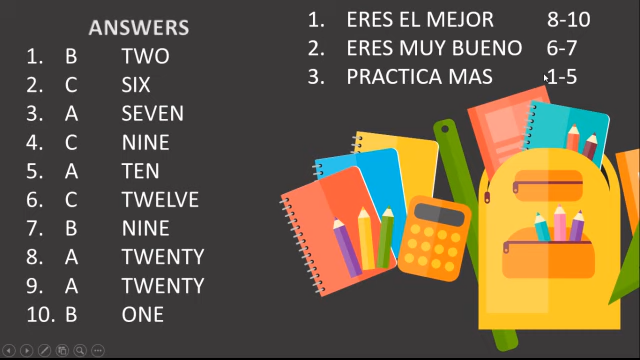 ANSWERS
1. B TWO
2. C SIX
3. A SEVEN
4. C NINE
5. A TEN
6. C TWELVE
7. B NINE
8. A TWENTY
9. A TWENTY
10. B ONE
1. ERES EL MEJOR 8-10
2. ERES MUY BUENO 6-7
3. PRACTICA MAS 1-5